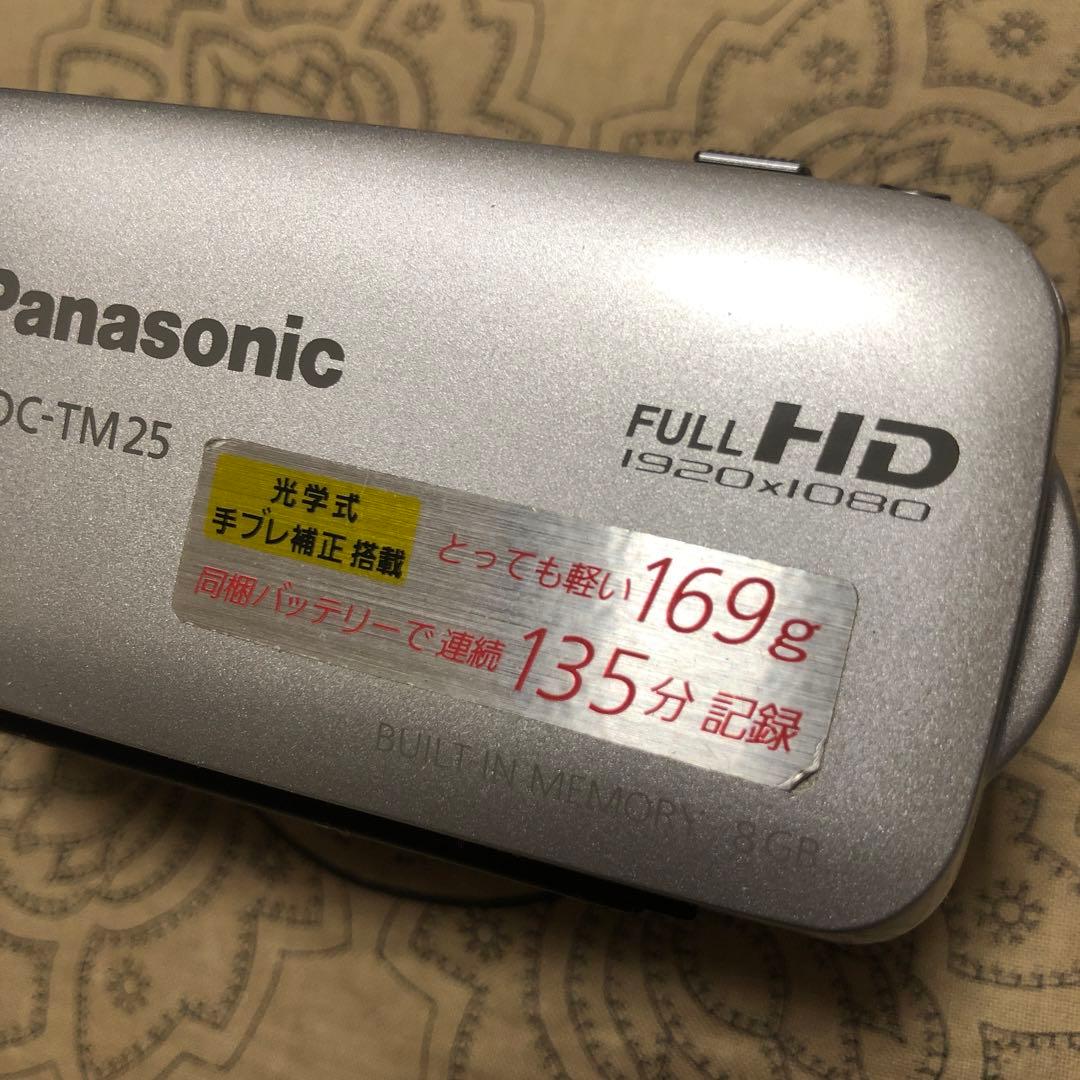 Panasonic
DC-TM25
FULL HD
1920x1080
光学式
手ブレ補正 搭載
とっても軽い169g
同梱バッテリーで 連続135分 記録
BUILT IN MEMORY 8GB